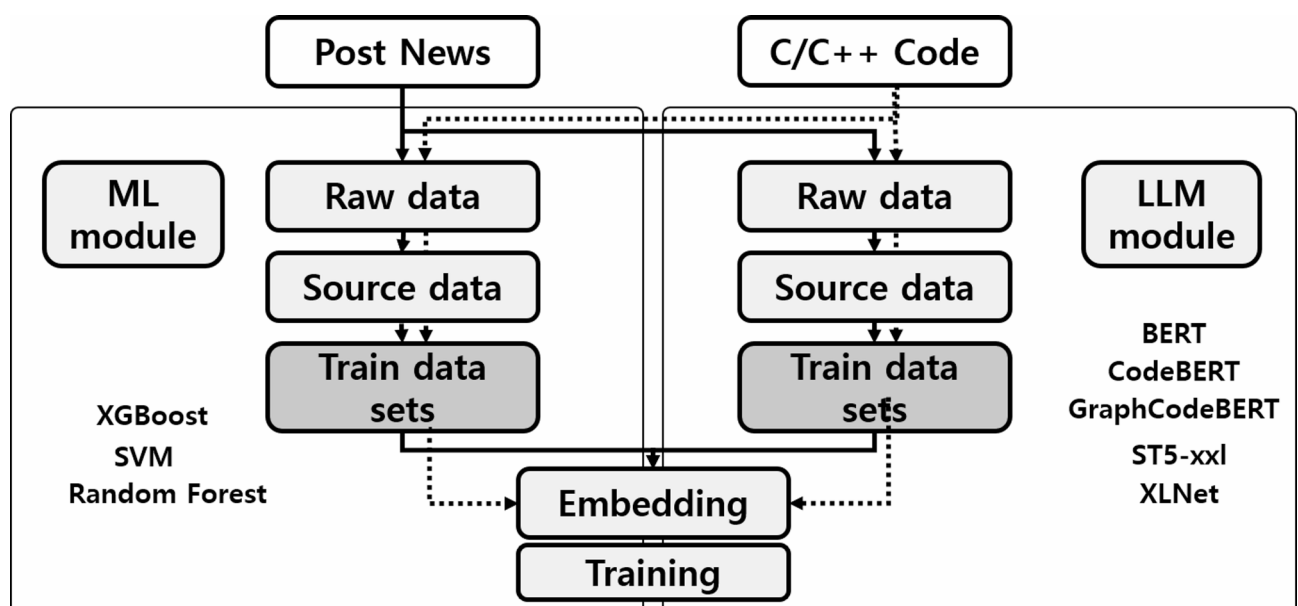 Post News
C/C++ Code
ML
module
Raw data
Raw data
LLM
module
Source data
Source data
Train data
sets
Train data
sets
XGBoost
SVM
Random Forest
BERT
CodeBERT
GraphCodeBERT
ST5-xxl
XLNet
Embedding
Training